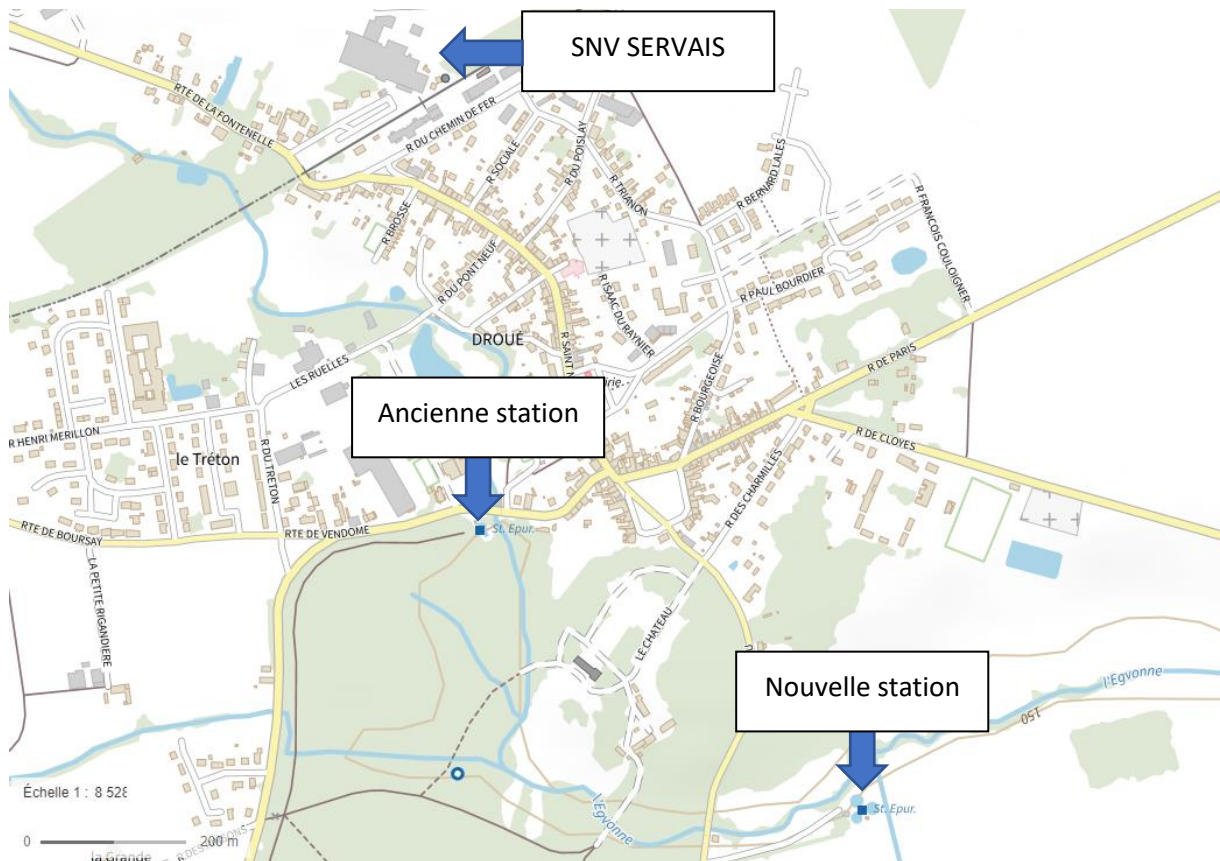 SNV SERVAIS
RTE DE LA FONTENELLE
R DU CHEMIN DE FER
R SOCIALE
R DU POISLAY
R TRIANON
R BERNARD LALES
R FRANCOIS COULOIGNER
R BROSSE
R DU PONT NEUF
R ISAAC DU RAYNIER
R PAUL BOURDIER
DROUÉ
R SAINT N
LES RUELLES
R BOURGEOISE
R DE PARIS
Ancienne station
R HENRI MERILLON
le Tréton
R DU TRETON
R DE CLOYES
R DES CHARMILLES
RTE DE BOURSAY
RTE DE VENDOME
St. Epur.
LA PETITE RIGANDIERE
LE CHATEAU
Nouvelle station
l'Egvonne
150
Échelle 1 : 8 528
l'Egvonne
St. Epur.
0 200 m
la Grande